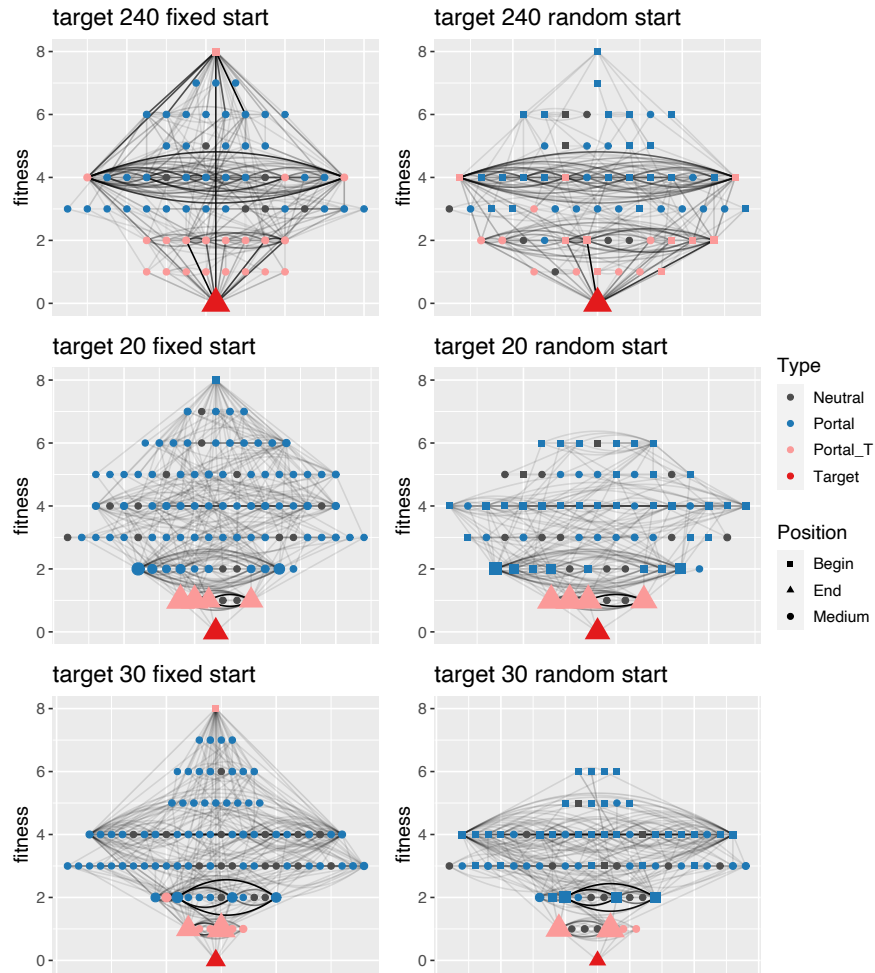 target 240 fixed start
target 240 random start
8
6
4
2
0
fitness
8
6
4
2
0
fitness
target 20 fixed start
target 20 random start
8
6
4
2
0
fitness
8
6
4
2
0
fitness
Type
Neutral
Portal
Portal_T
Target
Position
Begin
End
Medium
target 30 fixed start
target 30 random start
8
6
4
2
0
fitness
8
6
4
2
0
fitness